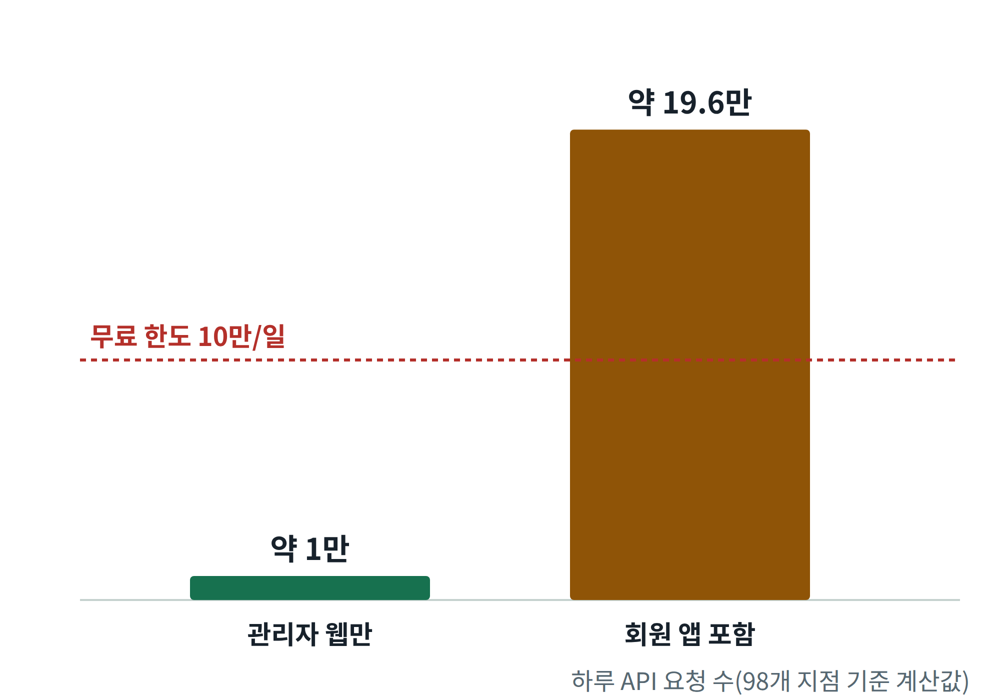 약 19.6만
무료 한도 10만/일
약 1만
관리자 웹만
회원 앱 포함
하루 API 요청 수(98개 지점 기준 계산값)